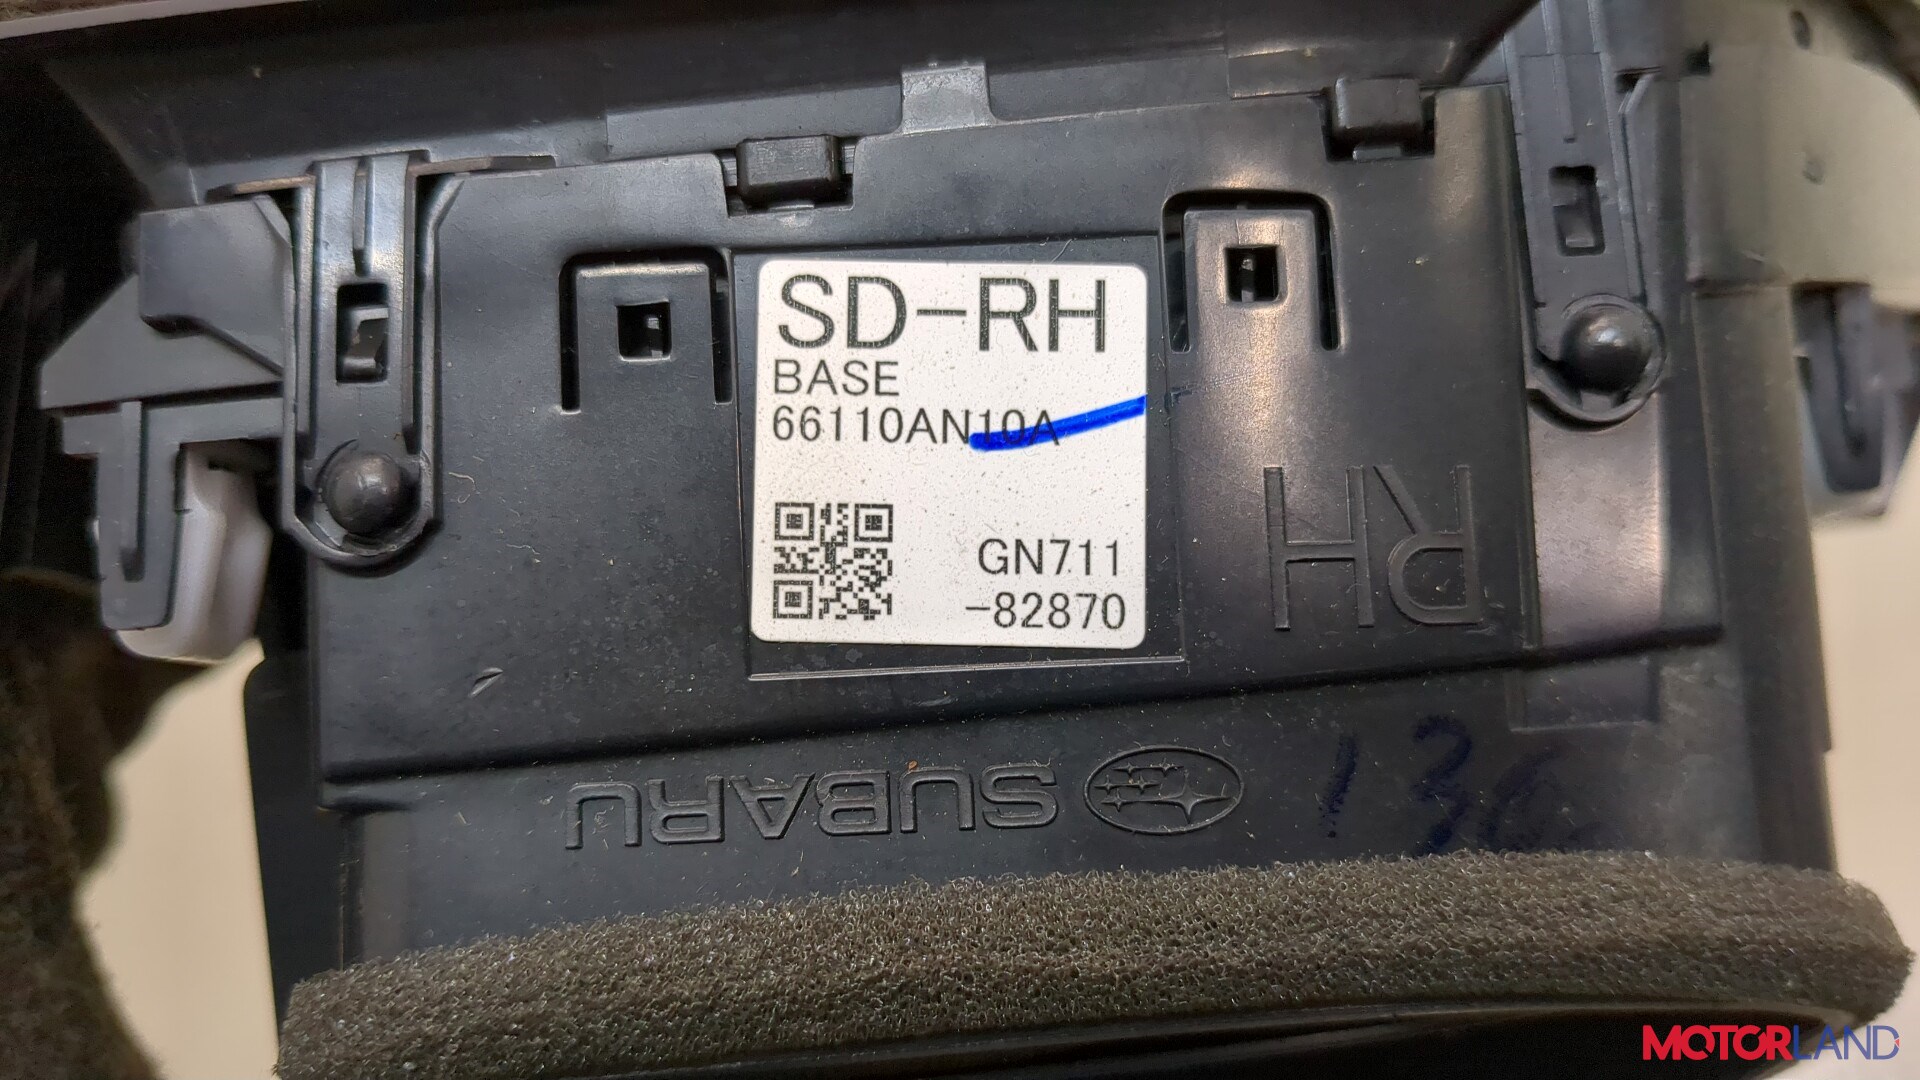 SD-RH
BASE
66110AN10A
GN711
-82870
RH
SUBARU
MOTORLAND